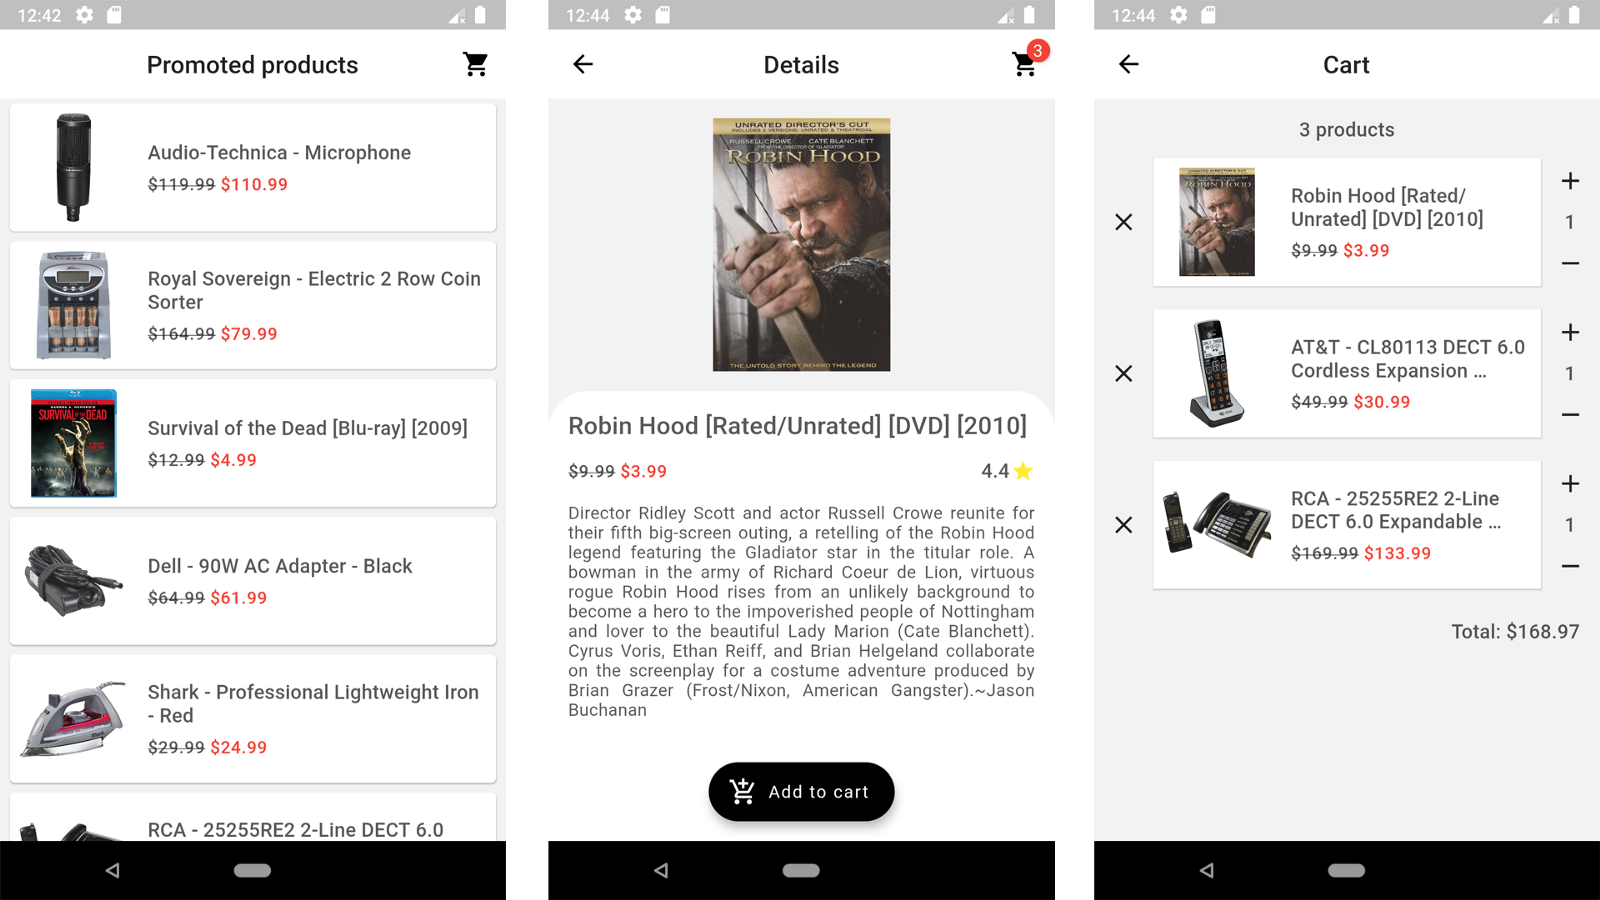 12:42
Promoted products
Audio-Technica - Microphone
$119.99 $110.99
Royal Sovereign - Electric 2 Row Coin
Sorter
$164.99 $79.99
SURVIVAL OF THE DEAD
Survival of the Dead [Blu-ray] [2009]
$12.99 $4.99
Dell - 90W AC Adapter - Black
$64.99 $61.99
Shark - Professional Lightweight Iron
- Red
$29.99 $24.99
RCA - 25255RE2 2-Line DECT 6.0
12:44
Details
3
UNRATED DIRECTOR'S CUT
INCLUDES 2 VERSIONS: UNRATED & THEATRICAL
RUSSELL CROWE CATE BLANCHETT
FROM THE DIRECTOR OF GLADIATOR
ROBIN HOOD
THE UNTOLD STORY BEHIND THE LEGEND
Robin Hood [Rated/Unrated] [DVD] [2010]
$9.99 $3.99
4.4
Director Ridley Scott and actor Russell Crowe reunite for
their fifth big-screen outing, a retelling of the Robin Hood
legend featuring the Gladiator star in the titular role. A
bowman in the army of Richard Coeur de Lion, virtuous
rogue Robin Hood rises from an unlikely background to
become a hero to the impoverished people of Nottingham
and lover to the beautiful Lady Marion (Cate Blanchett).
Cyrus Voris, Ethan Reiff, and Brian Helgeland collaborate
on the screenplay for a costume adventure produced by
Brian Grazer (Frost/Nixon, American Gangster).~Jason
Buchanan
Add to cart
12:44
Cart
3 products
ROBIN HOOD
Robin Hood [Rated/
Unrated] [DVD] [2010]
$9.99 $3.99
1
AT&T - CL80113 DECT 6.0
Cordless Expansion ...
$49.99 $30.99
1
RCA - 25255RE2 2-Line
DECT 6.0 Expandable ...
$169.99 $133.99
1
Total: $168.97